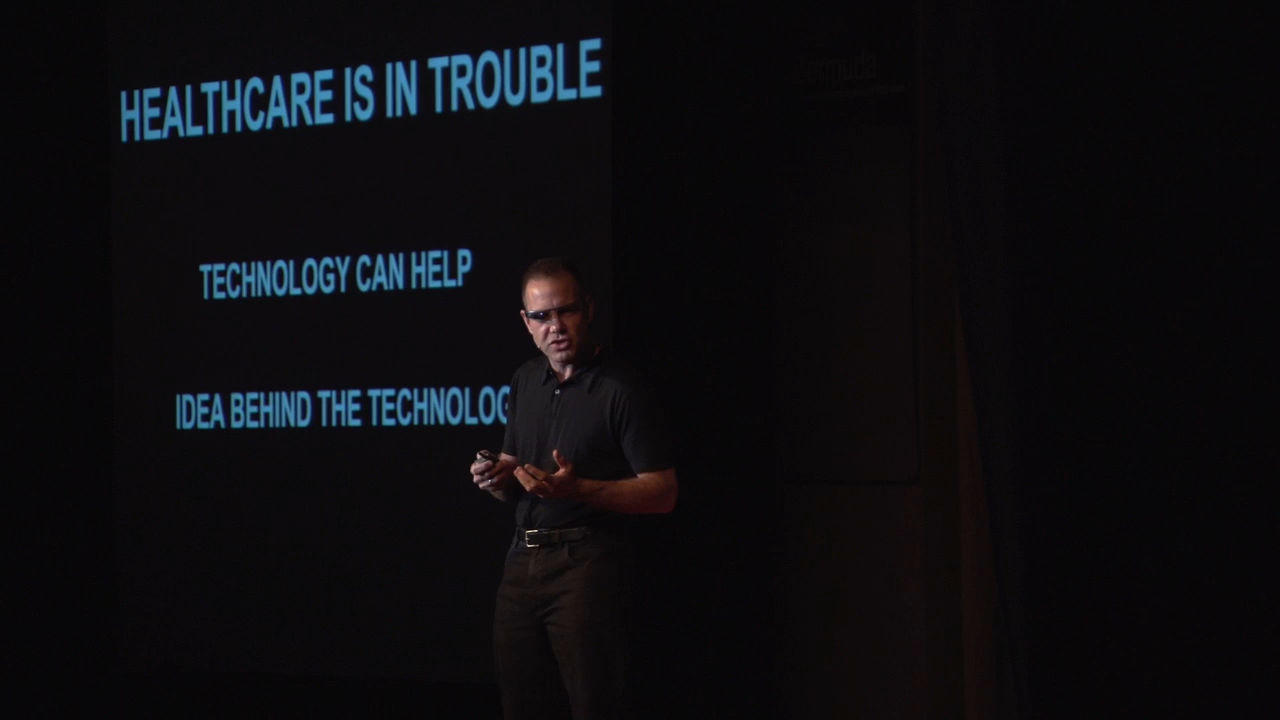 HEALTHCARE IS IN TROUBLE
TECHNOLOGY CAN HELP
IDEA BEHIND THE TECHNOLOG